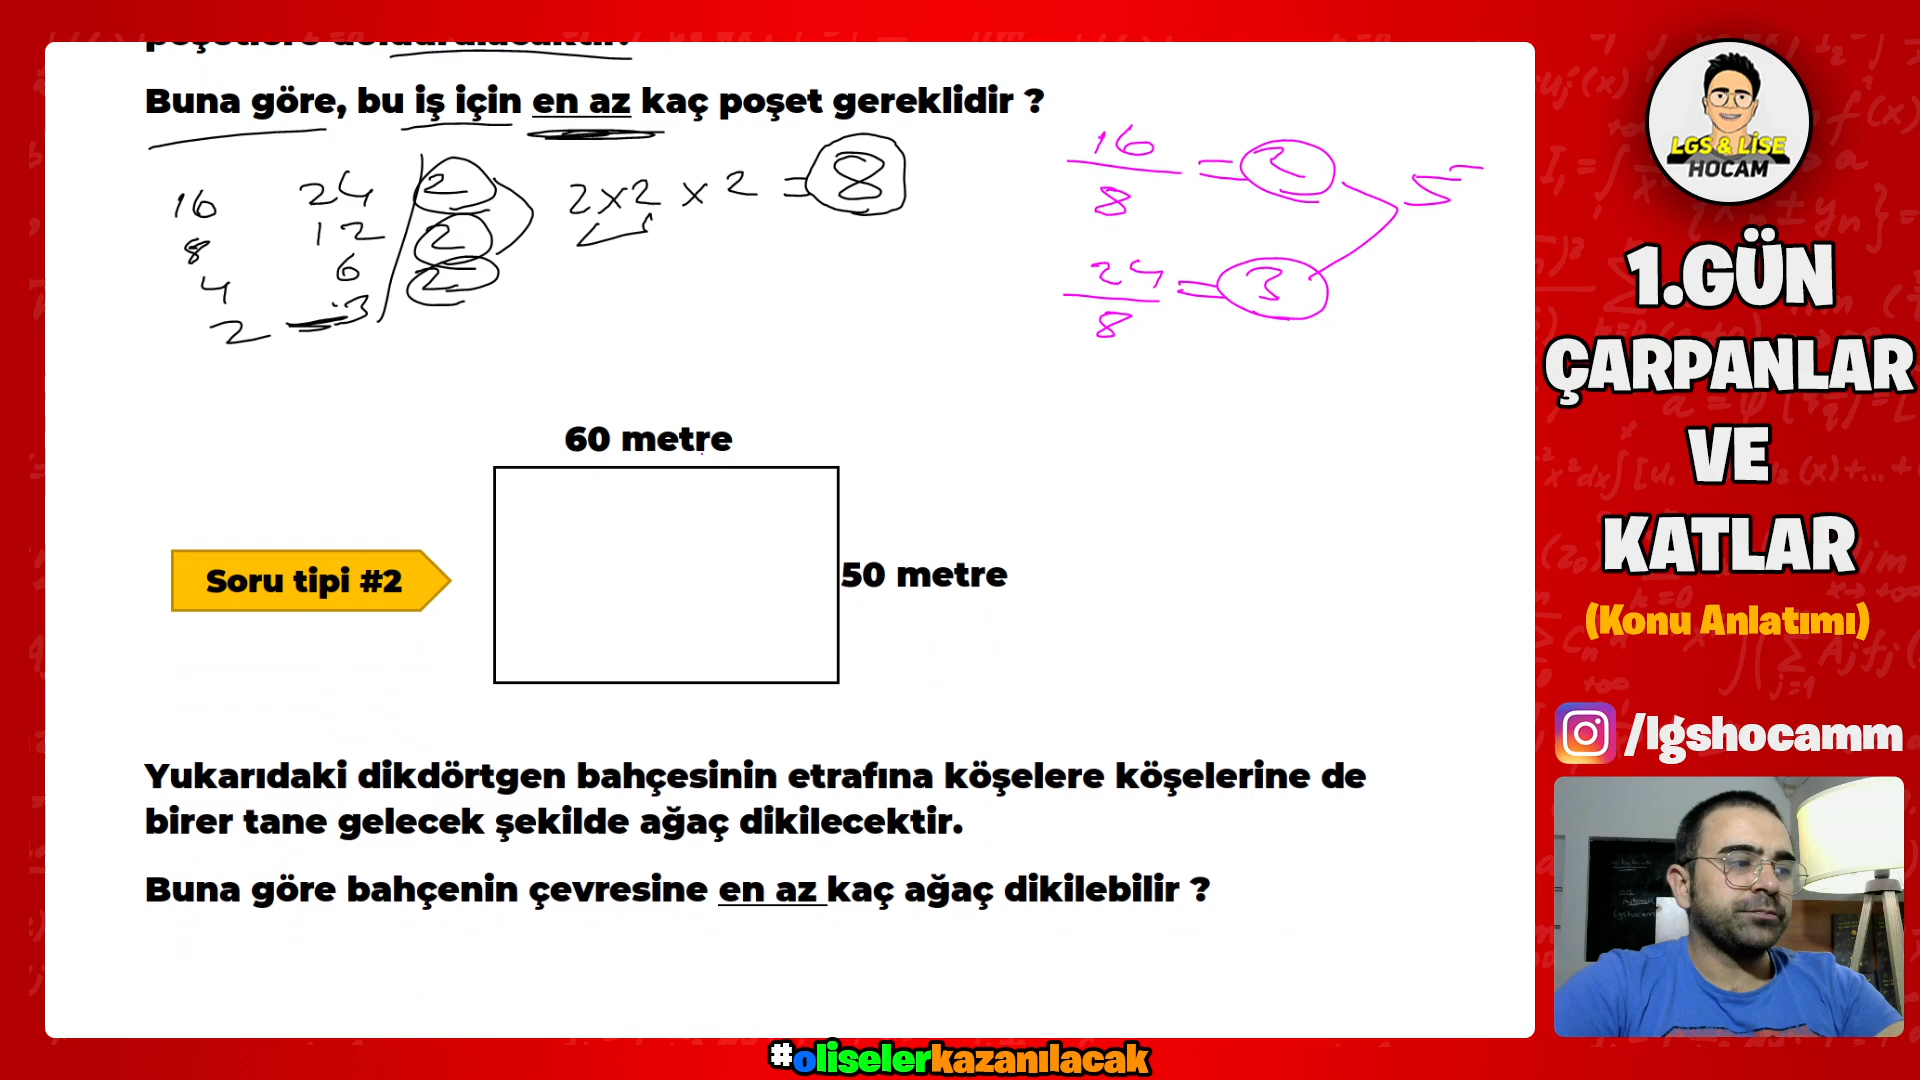 Buna göre, bu iş için en az kaç poşet gereklidir ?
16 24 2
8 12 2
4 6 2
2 3
2x2 x 2 = 8
16/8 = 2
5
24/8 = 3
60 metre
50 metre
Soru tipi #2
Yukarıdaki dikdörtgen bahçesinin etrafına köşelere köşelerine de
birer tane gelecek şekilde ağaç dikilecektir.
Buna göre bahçenin çevresine en az kaç ağaç dikilebilir ?
LGS & LİSE
HOCAM
1.GÜN
ÇARPANLAR
VE
KATLAR
(Konu Anlatımı)
/lgshocamm
#oliselerkazanılacak